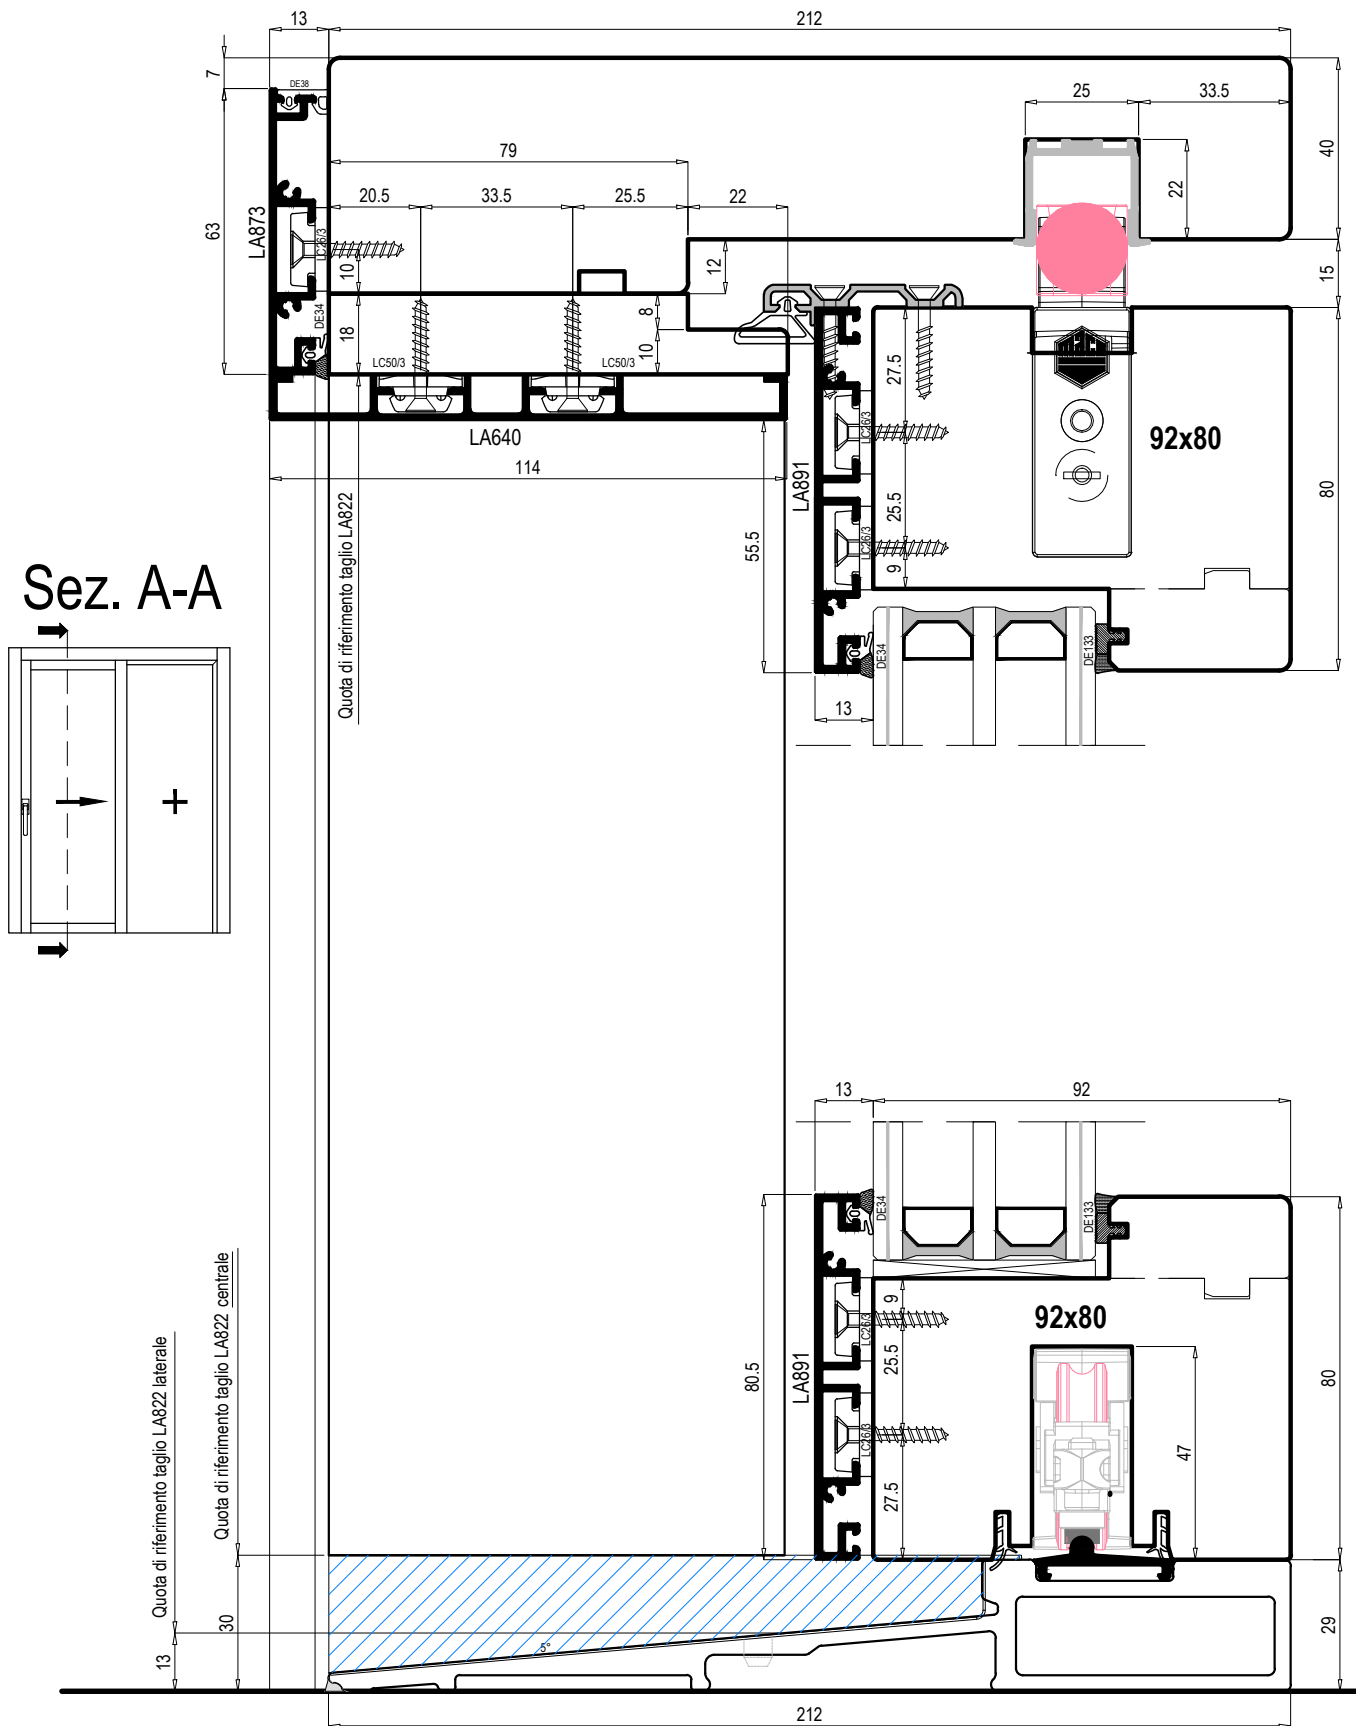 13
212
7
DE38
25
33.5
40
79
22
20.5
33.5
25.5
22
63
LA873
LC26/3
10
12
15
DE34
18
8
10
LC50/3
LC50/3
27.5
LA640
LC26/3
92x80
114
LA891
80
Quota di riferimento taglio LA822
25.5
55.5
LC26/3
9
Sez. A-A
DE34
DE133
13
13
92
DE34
DE133
9
92x80
LC26/3
Quota di riferimento taglio LA822 centrale
Quota di riferimento taglio LA822 laterale
80.5
LA891
25.5
80
LC26/3
47
27.5
30
13
5°
29
212